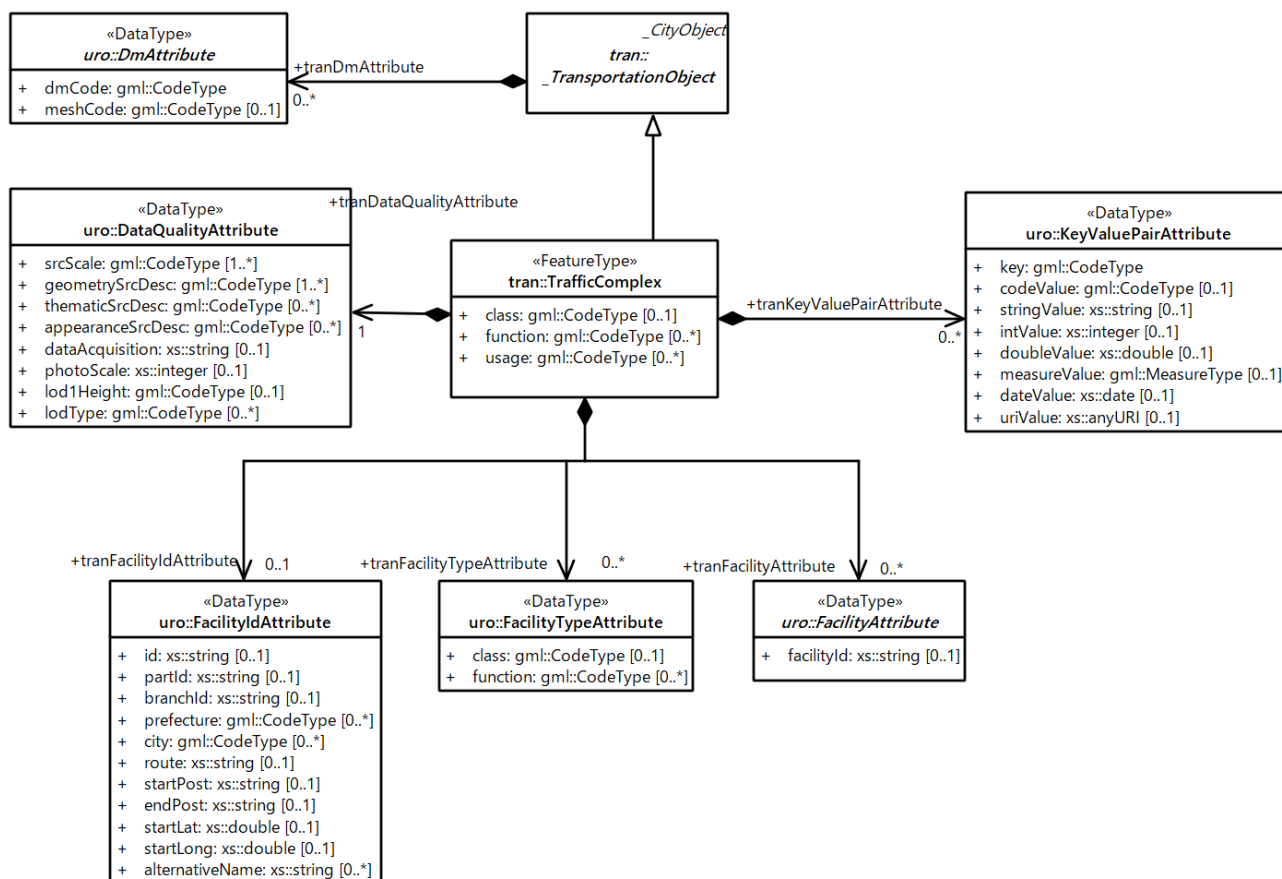 «DataType»
uro::DmAttribute
+ dmCode: gml::CodeType
+ meshCode: gml::CodeType [0..1]
+tranDmAttribute
0..*
_CityObject
tran::
_TransportationObject
«DataType»
uro::DataQualityAttribute
+ srcScale: gml::CodeType [1..*]
+ geometrySrcDesc: gml::CodeType [1..*]
+ thematicSrcDesc: gml::CodeType [0..*]
+ appearanceSrcDesc: gml::CodeType [0..*]
+ dataAcquisition: xs::string [0..1]
+ photoScale: xs::integer [0..1]
+ lod1Height: gml::CodeType [0..1]
+ lodType: gml::CodeType [0..*]
+tranDataQualityAttribute
1
«FeatureType»
tran::TrafficComplex
+ class: gml::CodeType [0..1]
+ function: gml::CodeType [0..*]
+ usage: gml::CodeType [0..*]
+tranKeyValuePairAttribute
0..*
«DataType»
uro::KeyValuePairAttribute
+ key: gml::CodeType
+ codeValue: gml::CodeType [0..1]
+ stringValue: xs::string [0..1]
+ intValue: xs::integer [0..1]
+ doubleValue: xs::double [0..1]
+ measureValue: gml::MeasureType [0..1]
+ dateValue: xs::date [0..1]
+ uriValue: xs::anyURI [0..1]
+tranFacilityIdAttribute
0..1
«DataType»
uro::FacilityIdAttribute
+ id: xs::string [0..1]
+ partId: xs::string [0..1]
+ branchId: xs::string [0..1]
+ prefecture: gml::CodeType [0..*]
+ city: gml::CodeType [0..*]
+ route: xs::string [0..1]
+ startPost: xs::string [0..1]
+ endPost: xs::string [0..1]
+ startLat: xs::double [0..1]
+ startLong: xs::double [0..1]
+ alternativeName: xs::string [0..*]
+tranFacilityTypeAttribute
0..*
«DataType»
uro::FacilityTypeAttribute
+ class: gml::CodeType [0..1]
+ function: gml::CodeType [0..*]
+tranFacilityAttribute
0..*
«DataType»
uro::FacilityAttribute
+ facilityId: xs::string [0..1]